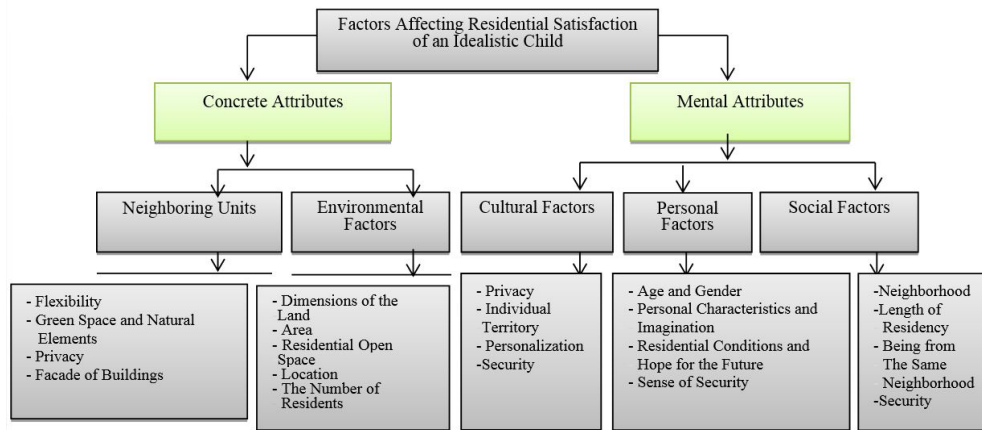 Factors Affecting Residential Satisfaction
of an Idealistic Child
Concrete Attributes
Mental Attributes
Neighboring Units
Environmental
Factors
Cultural Factors
Personal
Factors
Social Factors
- Flexibility
- Green Space and Natural
Elements
- Privacy
- Facade of Buildings
- Dimensions of the
Land
- Area
- Residential Open
Space
- Location
- The Number of
Residents
- Privacy
- Individual
Territory
- Personalization
-Security
- Age and Gender
- Personal Characteristics and
Imagination
- Residential Conditions and
Hope for the Future
- Sense of Security
-Neighborhood
-Length of
Residency
- Being from
The Same
Neighborhood
-Security